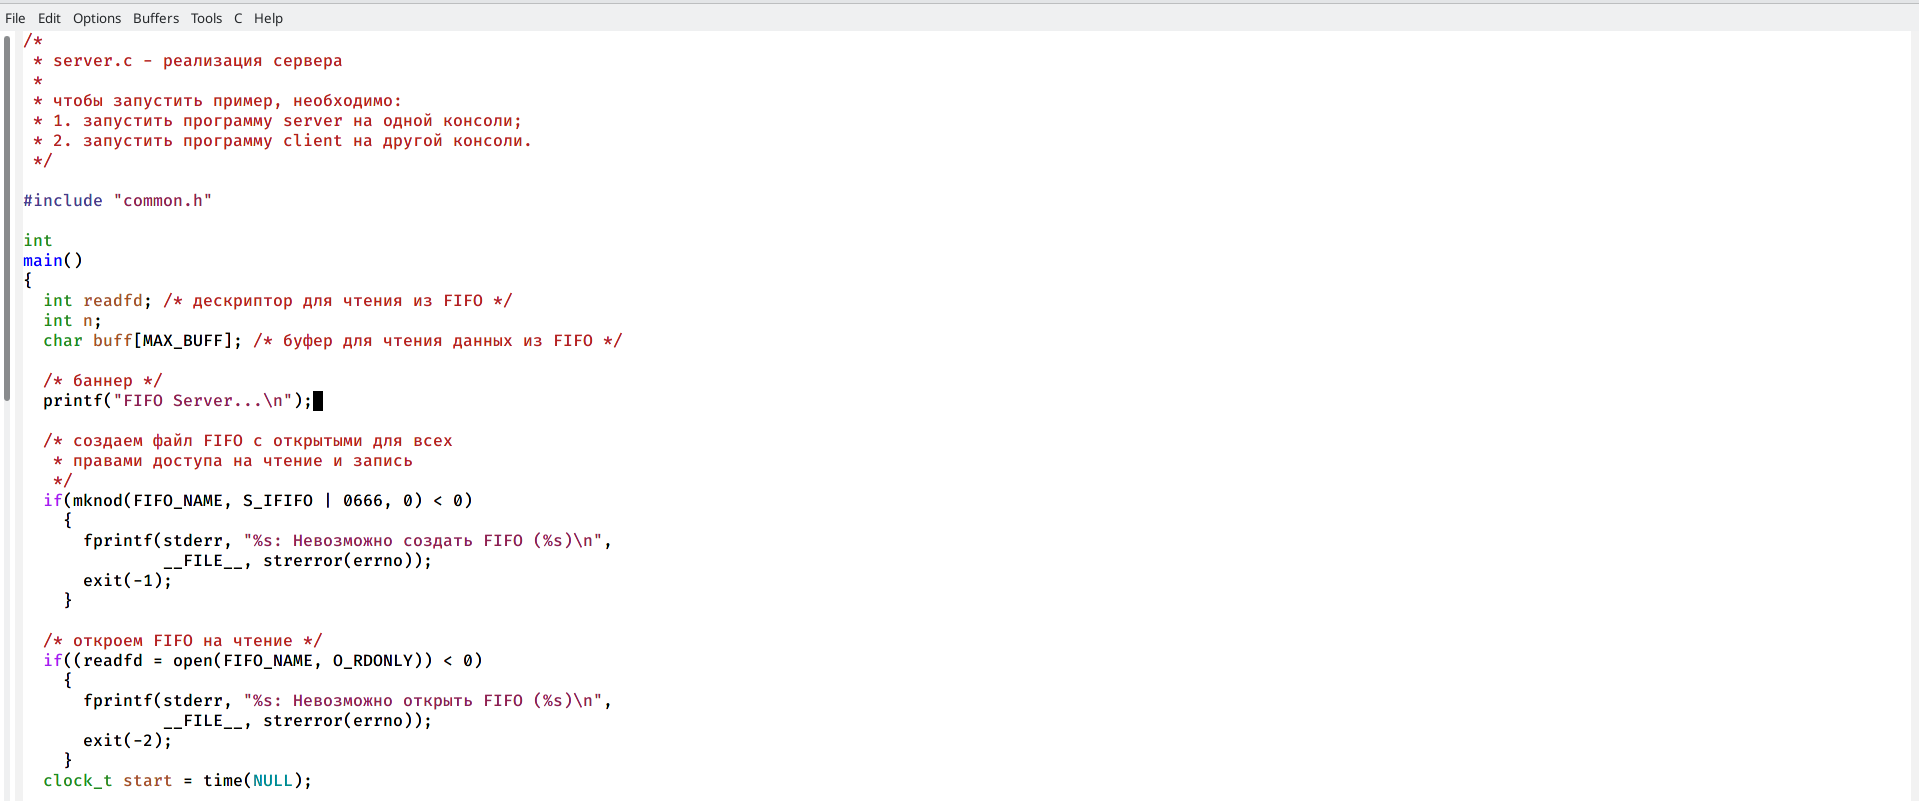 File Edit Options Buffers Tools C Help
/*
 * server.c - реализация сервера
 *
 * чтобы запустить пример, необходимо:
 * 1. запустить программу server на одной консоли;
 * 2. запустить программу client на другой консоли.
 */

#include "common.h"

int
main()
{
  int readfd; /* дескриптор для чтения из FIFO */
  int n;
  char buff[MAX_BUFF]; /* буфер для чтения данных из FIFO */

  /* баннер */
  printf("FIFO Server...\n");

  /* создаем файл FIFO с открытыми для всех
   * правами доступа на чтение и запись
   */
  if(mknod(FIFO_NAME, S_IFIFO | 0666, 0) < 0)
    {
      fprintf(stderr, "%s: Невозможно создать FIFO (%s)\n",
              __FILE__, strerror(errno));
      exit(-1);
    }

  /* откроем FIFO на чтение */
  if((readfd = open(FIFO_NAME, O_RDONLY)) < 0)
    {
      fprintf(stderr, "%s: Невозможно открыть FIFO (%s)\n",
              __FILE__, strerror(errno));
      exit(-2);
    }
  clock_t start = time(NULL);